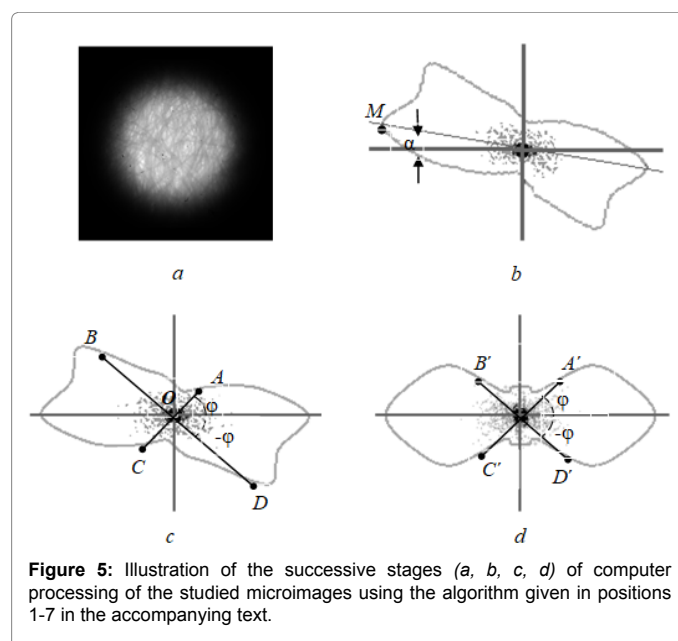 M
α
a
b
B
A
O
φ
-φ
C
D
c
B′
A′
φ
-φ
C′
D′
d
Figure 5: Illustration of the successive stages (a, b, c, d) of computer
processing of the studied microimages using the algorithm given in positions
1-7 in the accompanying text.